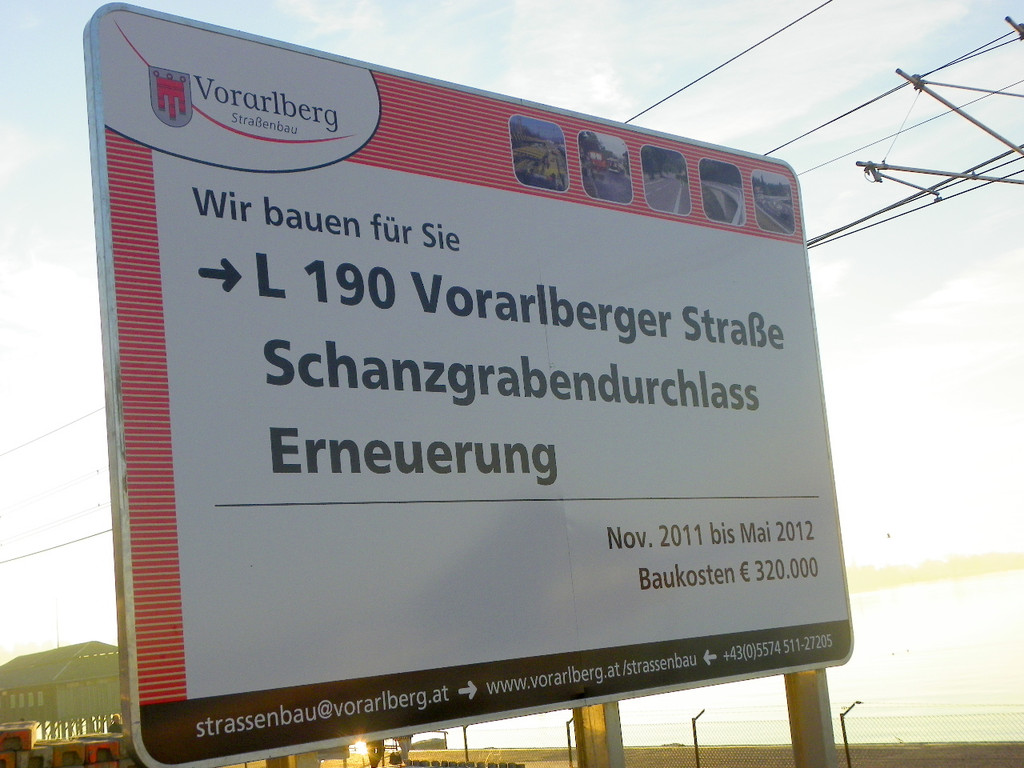 Vorarlberg
Straßenbau
Wir bauen für Sie
→ L 190 Vorarlberger Straße
Schanzgrabendurchlass
Erneuerung
Nov. 2011 bis Mai 2012
Baukosten € 320.000
strassenbau@vorarlberg.at → www.vorarlberg.at/strassenbau ← +43(0)5574 511-27205